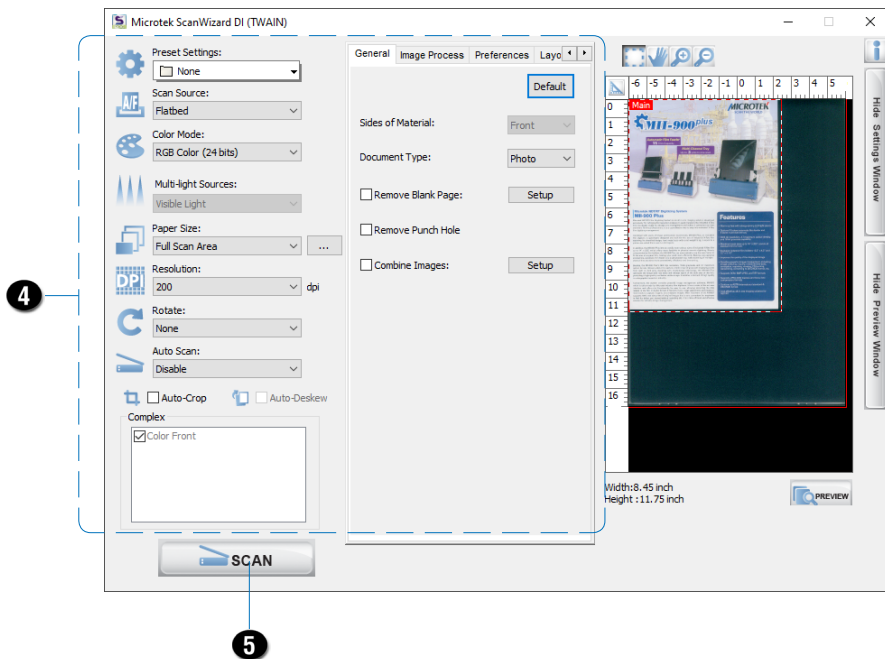 Microtek ScanWizard DI (TWAIN)
Preset Settings:
None
Scan Source:
Flatbed
Color Mode:
RGB Color (24 bits)
Multi-light Sources:
Visible Light
Paper Size:
Full Scan Area
...
Resolution:
DPI
200
dpi
Rotate:
None
Auto Scan:
Disable
Auto-Crop
Auto-Deskew
Complex
Color Front
SCAN
General Image Process Preferences Layo
Default
Sides of Material:
Front
Document Type:
Photo
Remove Blank Page:
Setup
Remove Punch Hole
Combine Images:
Setup
-6 -5 -4 -3 -2 -1 0 1 2 3 4 5
0
1
2
3
4
5
6
7
8
9
10
11
12
13
14
15
16
Main
MICROTEK
MII-900 plus
Features
Width:8.45 inch
Height :11.75 inch
PREVIEW
Hide Settings Window
Hide Preview Window
4
5